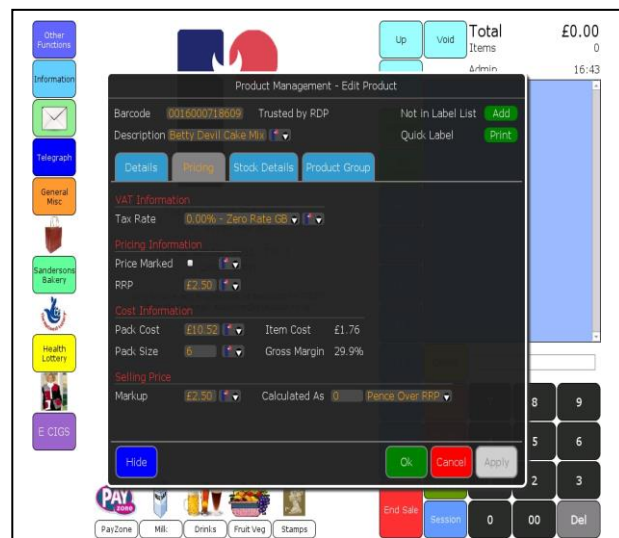 Other Functions
Up
Void
Total
£0.00
Items
0
Information
Admin
16:43
Product Management - Edit Product
Barcode 0016000718609 Trusted by RDP Not in Label List Add
Description Betty Devil Cake Mix Quick Label Print
Telegraph
Details Pricing Stock Details Product Group
General Misc
VAT Information
Tax Rate 0.00% - Zero Rate GB
Pricing Information
Price Marked
Sandersons Bakery
RRP £2.50
Cost Information
Pack Cost £10.52 Item Cost £1.76
Health Lottery
Pack Size 6 Gross Margin 29.9%
Selling Price
Markup £2.50 Calculated As 0 Pence Over RRP
8 9
E CIGS
5 6
Hide Ok Cancel Apply
2 3
PAY ZONE
End Sale
Session
0 00 Del
PayZone Milk Drinks Fruit Veg Stamps